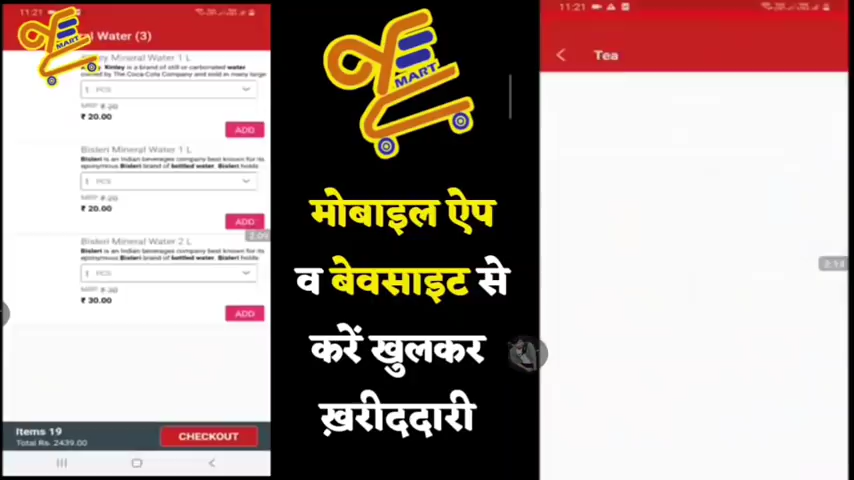 11:21
al Water (3)
Kinley Mineral Water 1 L
Kinley is a brand of still or carbonated water
owned by The Coca-Cola Company and sold in many large
1 PCS
MRP ₹ 20
₹ 20.00
ADD
Bisleri Mineral Water 1 L
Bisleri is an Indian beverages company best known for its
eponymous Bisleri brand of bottled water. Bisleri holds
1 PCS
MRP ₹ 20
₹ 20.00
ADD
Bisleri Mineral Water 2 L
Bisleri is an Indian beverages company best known for its
eponymous Bisleri brand of bottled water. Bisleri holds
1 PCS
MRP ₹ 30
₹ 30.00
ADD
Items 19
Total Rs. 2439.00
CHECKOUT
MART
MART
मोबाइल ऐप
व बेवसाइट से
करें खुलकर
ख़रीददारी
11:21
Tea